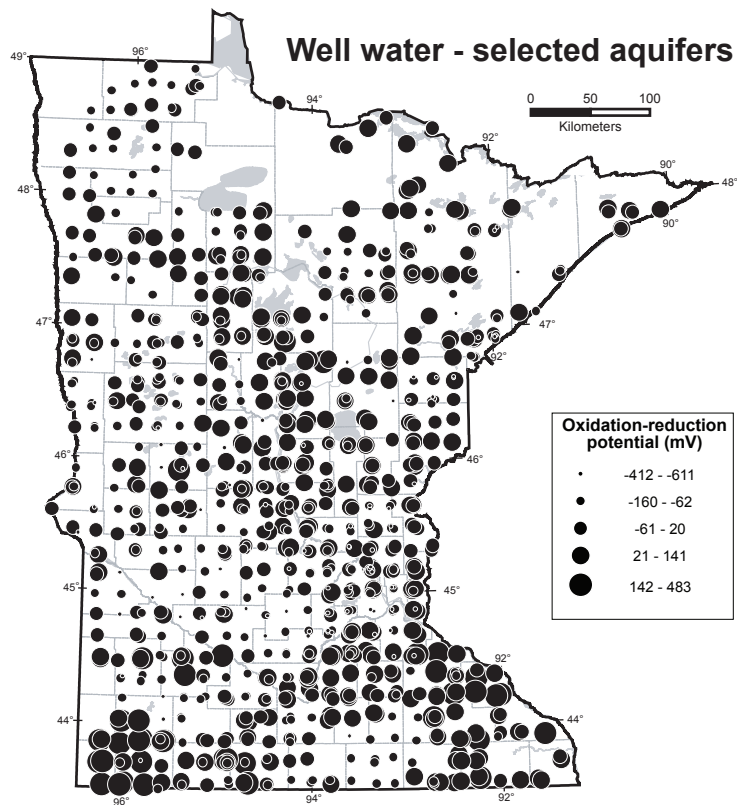 Well water - selected aquifers
0 50 100
Kilometers
49°
96°
94°
92°
90°
48°
48°
90°
47°
47°
92°
46°
46°
Oxidation-reduction
potential (mV)
-412 - -611
-160 - -62
-61 - 20
21 - 141
142 - 483
45°
45°
92°
44°
44°
96°
94°
92°